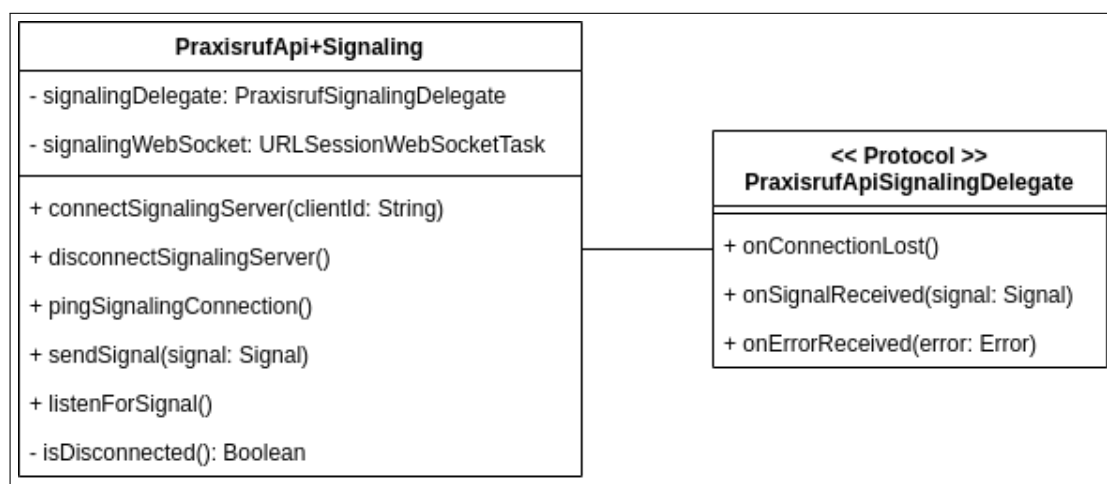 PraxisrufApi+Signaling
- signalingDelegate: PraxisrufSignalingDelegate
- signalingWebSocket: URLSessionWebSocketTask
+ connectSignalingServer(clientId: String)
+ disconnectSignalingServer()
+ pingSignalingConnection()
+ sendSignal(signal: Signal)
+ listenForSignal()
- isDisconnected(): Boolean
<< Protocol >>
PraxisrufApiSignalingDelegate
+ onConnectionLost()
+ onSignalReceived(signal: Signal)
+ onErrorReceived(error: Error)